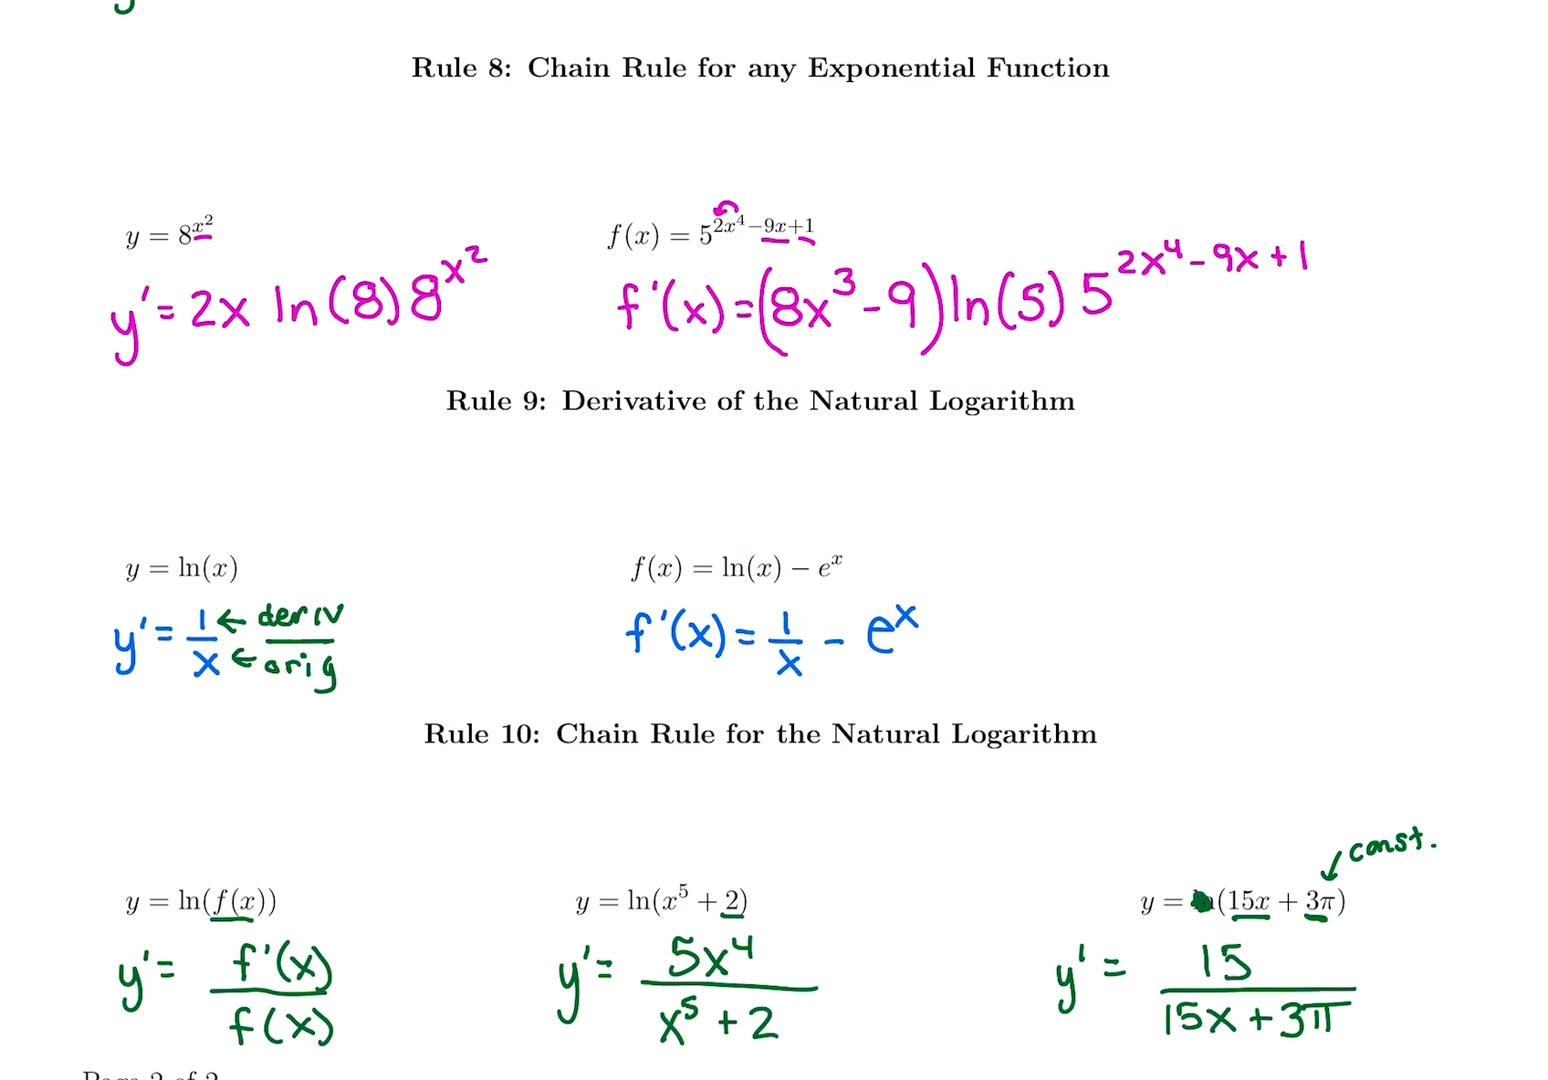 Rule 8: Chain Rule for any Exponential Function
y = 8^{x^2}
f(x) = 5^{2x^4−9x+1}
y' = 2x ln(8) 8^{x^2}
f'(x) = (8x^3 - 9) ln(5) 5^{2x^4 - 9x + 1}
Rule 9: Derivative of the Natural Logarithm
y = ln(x)
f(x) = ln(x) − e^x
y' = 1/x ← deriv / ← orig
f'(x) = 1/x - e^x
Rule 10: Chain Rule for the Natural Logarithm
↙ const.
y = ln(f(x))
y = ln(x^5 + 2)
y = (15x + 3π)
y' = f'(x)/f(x)
y' = 5x^4/x^5 + 2
y' = 15/15x + 3π